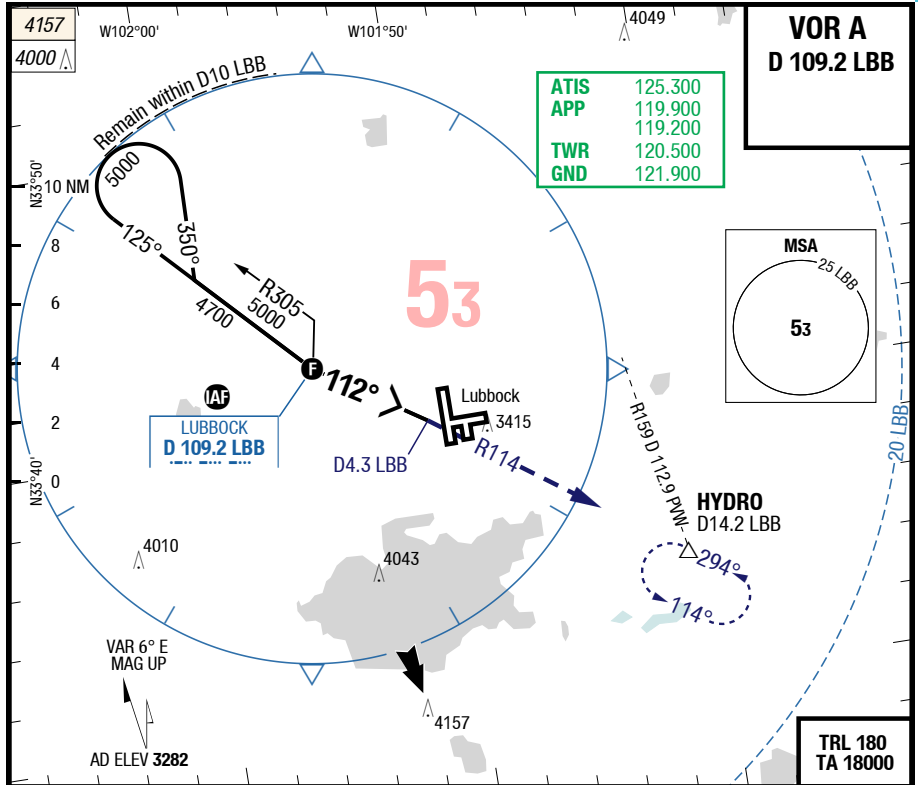 4157
4000
W102°00'
W101°50'
4049
VOR A
D 109.2 LBB
Remain within D10 LBB
ATIS 125.300
APP 119.900
119.200
TWR 120.500
GND 121.900
N33°50'
10 NM
8
6
4
2
0
N33°40'
5000
125°
350°
4700
R305
5000
53
MSA
25 LBB
53
F
112°
IAF
LUBBOCK
D 109.2 LBB
Lubbock
3415
D4.3 LBB
R114
R159 D 112.9 PVW
20 LBB
HYDRO
D14.2 LBB
294°
114°
4010
4043
4157
VAR 6° E
MAG UP
AD ELEV 3282
TRL 180
TA 18000